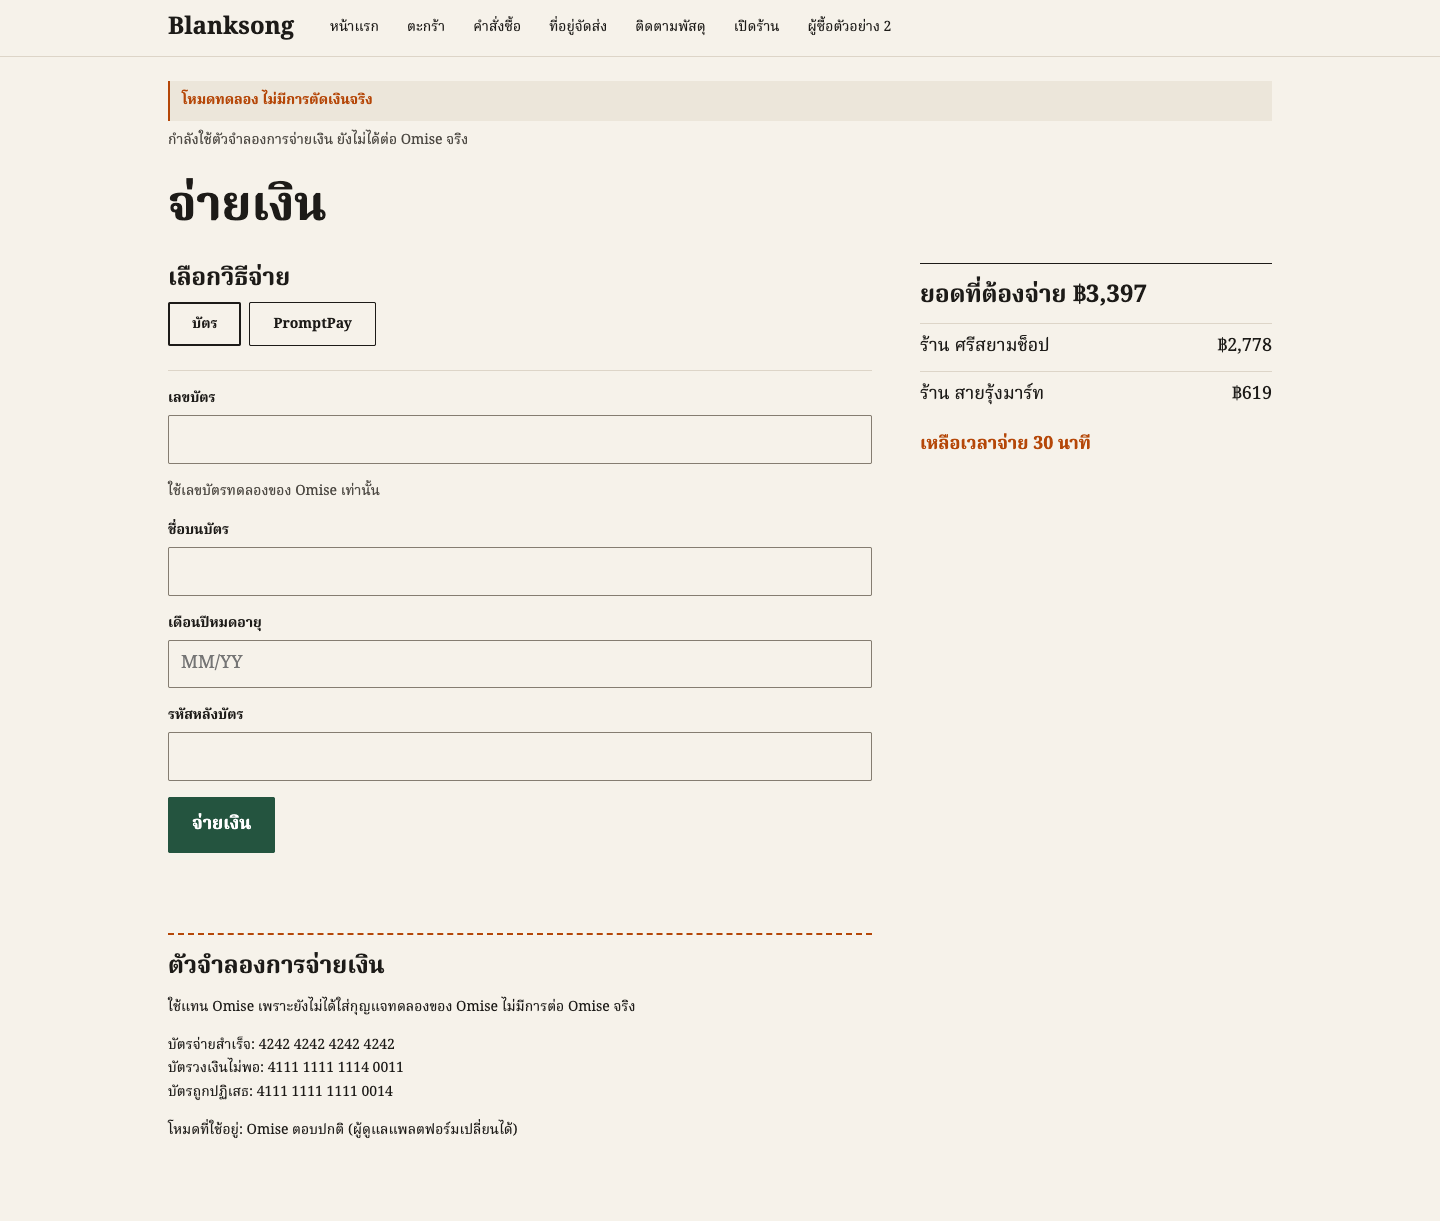 Blanksong
หน้าแรก
ตะกร้า
คำสั่งซื้อ
ที่อยู่จัดส่ง
ติดตามพัสดุ
เปิดร้าน
ผู้ซื้อตัวอย่าง 2
โหมดทดลอง ไม่มีการตัดเงินจริง
กำลังใช้ตัวจำลองการจ่ายเงิน ยังไม่ได้ต่อ Omise จริง
จ่ายเงิน
เลือกวิธีจ่าย
บัตร
PromptPay
เลขบัตร
ใช้เลขบัตรทดลองของ Omise เท่านั้น
ชื่อบนบัตร
เดือนปีหมดอายุ
MM/YY
รหัสหลังบัตร
จ่ายเงิน
ยอดที่ต้องจ่าย ฿3,397
ร้าน ศรีสยามช็อป ฿2,778
ร้าน สายรุ้งมาร์ท ฿619
เหลือเวลาจ่าย 30 นาที
ตัวจำลองการจ่ายเงิน
ใช้แทน Omise เพราะยังไม่ได้ใส่กุญแจทดลองของ Omise ไม่มีการต่อ Omise จริง
บัตรจ่ายสำเร็จ: 4242 4242 4242 4242
บัตรวงเงินไม่พอ: 4111 1111 1114 0011
บัตรถูกปฏิเสธ: 4111 1111 1111 0014
โหมดที่ใช้อยู่: Omise ตอบปกติ (ผู้ดูแลแพลตฟอร์มเปลี่ยนได้)